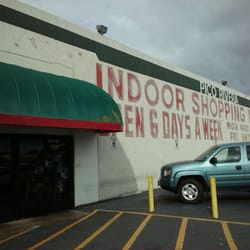 PICO RIVERA
INDOOR SHOPPING
EN 6 DAYS A WEEK